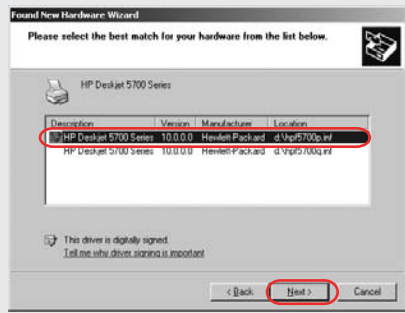 Found New Hardware Wizard
Please select the best match for your hardware from the list below.
HP Deskjet 5700 Series
Description Version Manufacturer Location
HP Deskjet 5700 Series 10.0.0.0 Hewlett-Packard d:\hpf5700p.inf
HP Deskjet 5700 Series 10.0.0.0 Hewlett-Packard d:\hpf5700q.inf
This driver is digitally signed.
Tell me why driver signing is important
< Back Next > Cancel